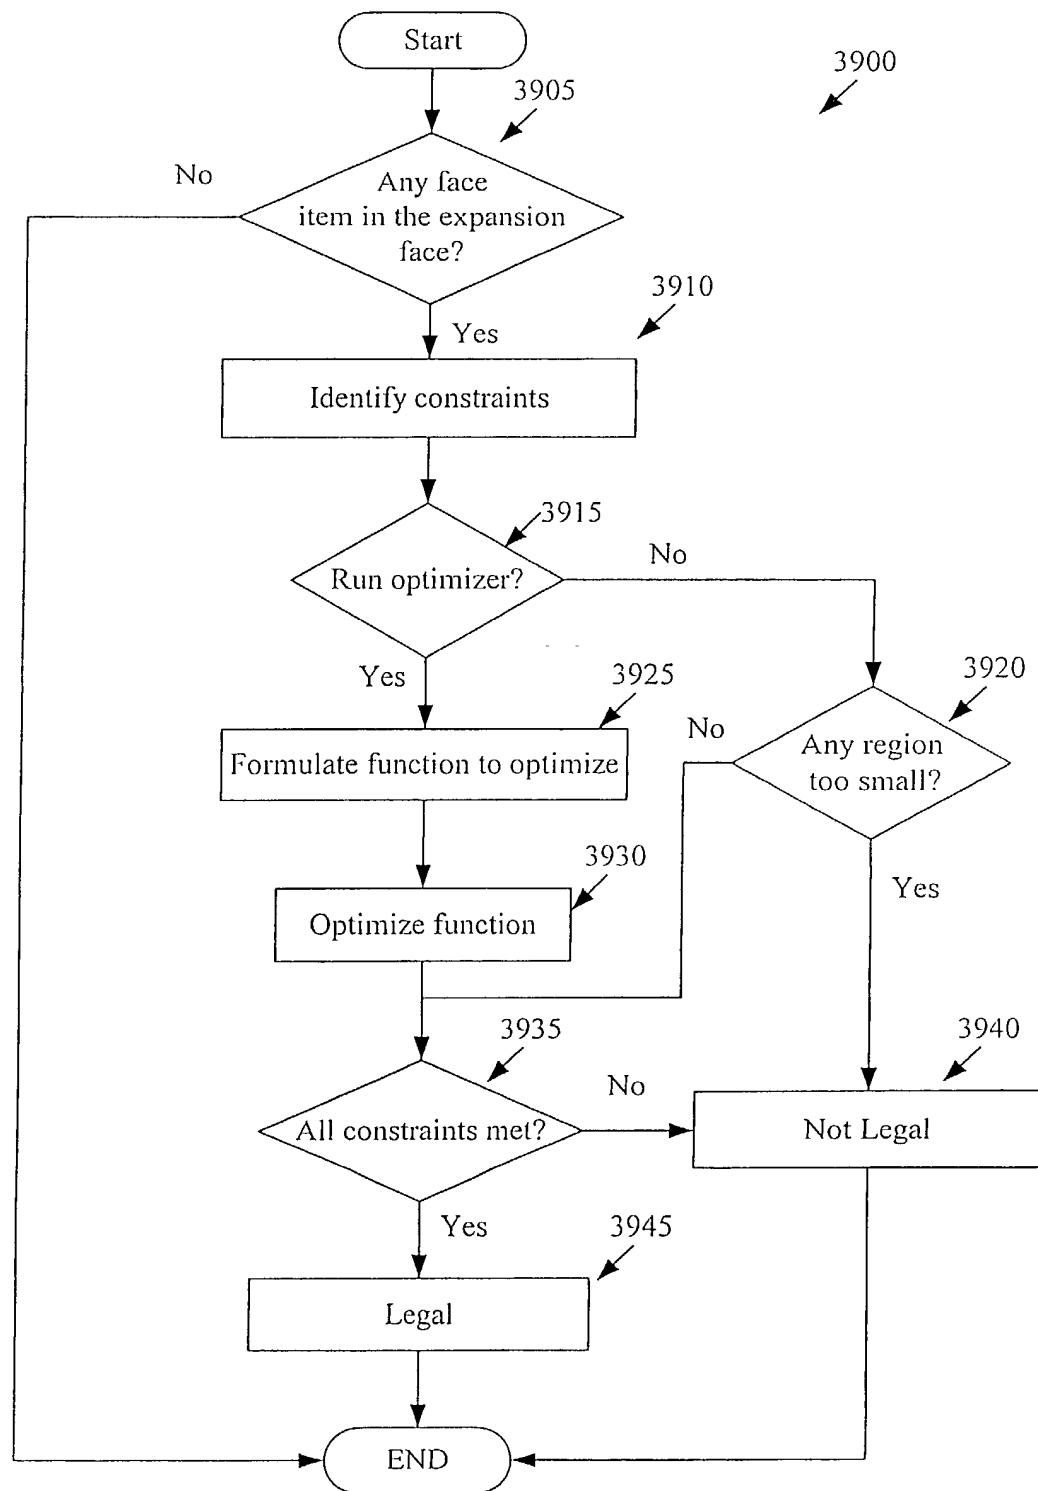 Start
3900
3905
No
Any face
item in the expansion
face?
3910
Yes
Identify constraints
3915
No
Run optimizer?
Yes
3925
3920
No
Any region
too small?
Formulate function to optimize
3930
Yes
Optimize function
3935
3940
No
All constraints met?
Not Legal
Yes
3945
Legal
END